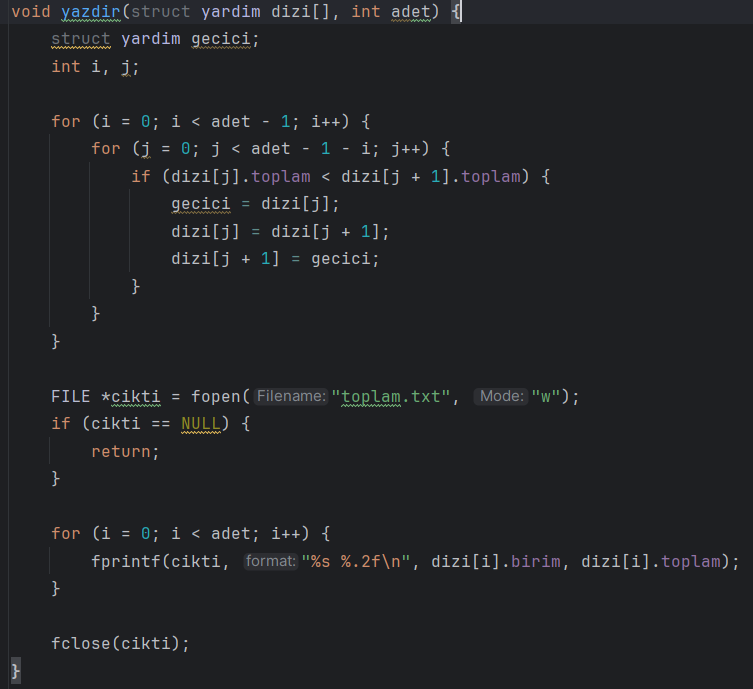 void yazdir(struct yardim dizi[], int adet) {
    struct yardim gecici;
    int i, j;

    for (i = 0; i < adet - 1; i++) {
        for (j = 0; j < adet - 1 - i; j++) {
            if (dizi[j].toplam < dizi[j + 1].toplam) {
                gecici = dizi[j];
                dizi[j] = dizi[j + 1];
                dizi[j + 1] = gecici;
            }
        }
    }

    FILE *cikti = fopen(Filename: "toplam.txt", Mode: "w");
    if (cikti == NULL) {
        return;
    }

    for (i = 0; i < adet; i++) {
        fprintf(cikti, format: "%s %.2f\n", dizi[i].birim, dizi[i].toplam);
    }

    fclose(cikti);
}